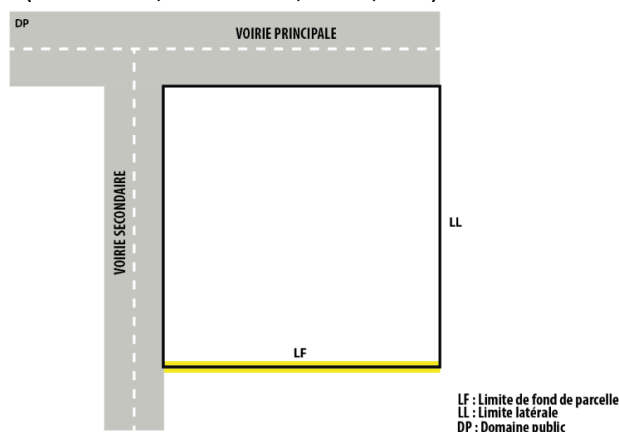 DP
VOIRIE PRINCIPALE
VOIRIE SECONDAIRE
LL
LF
LF : Limite de fond de parcelle
LL : Limite latérale
DP : Domaine public